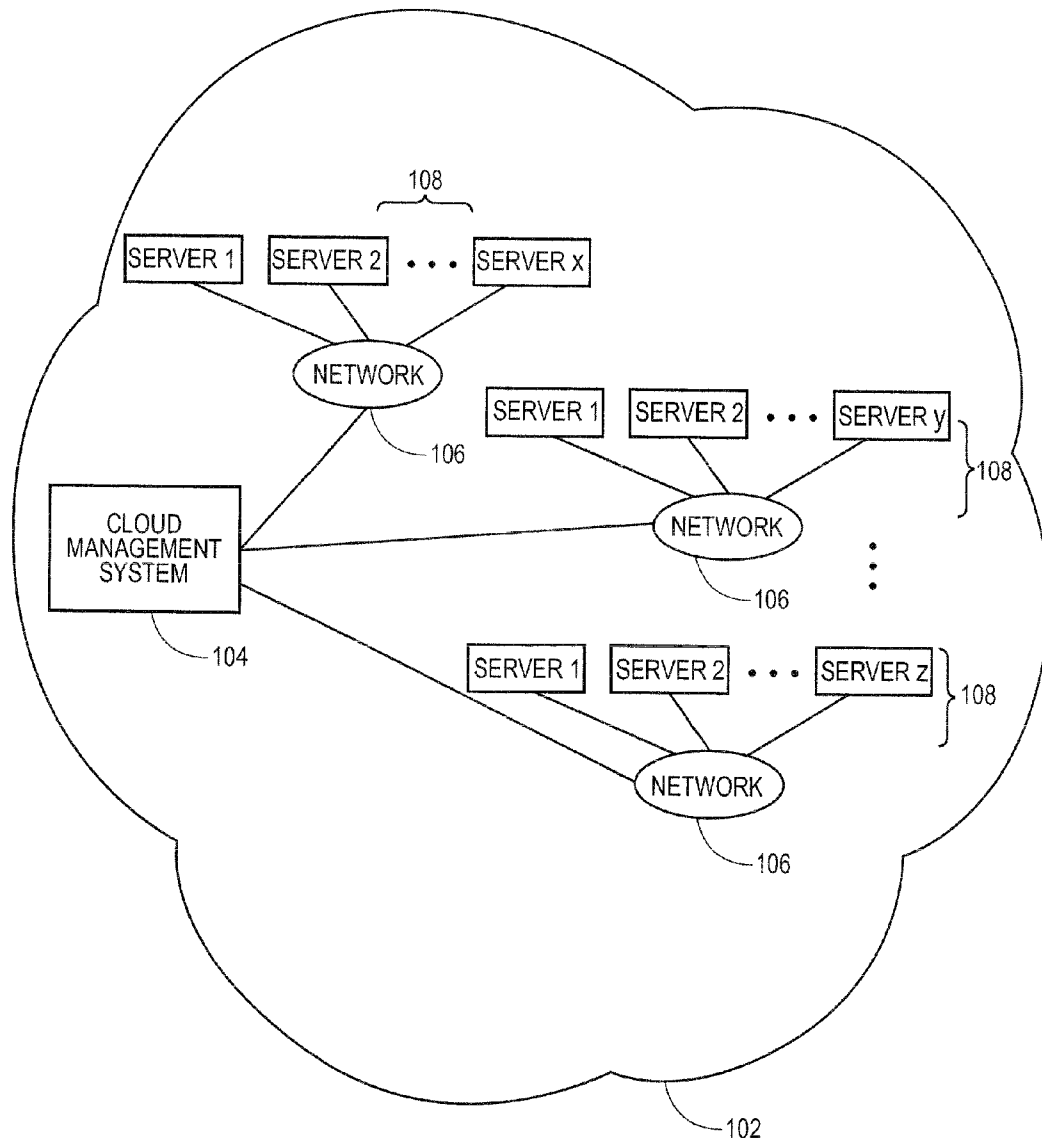 108
SERVER 1 SERVER 2 • • • SERVER x
NETWORK
106
SERVER 1 SERVER 2 • • • SERVER y
108
NETWORK
106
CLOUD
MANAGEMENT
SYSTEM
104
SERVER 1 SERVER 2 • • • SERVER z
108
NETWORK
106
102